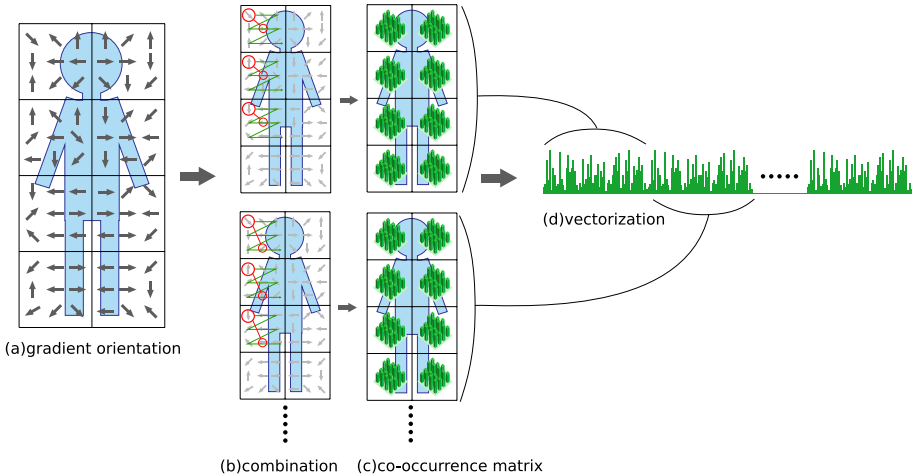 (a)gradient orientation
(b)combination
(c)co-occurrence matrix
(d)vectorization